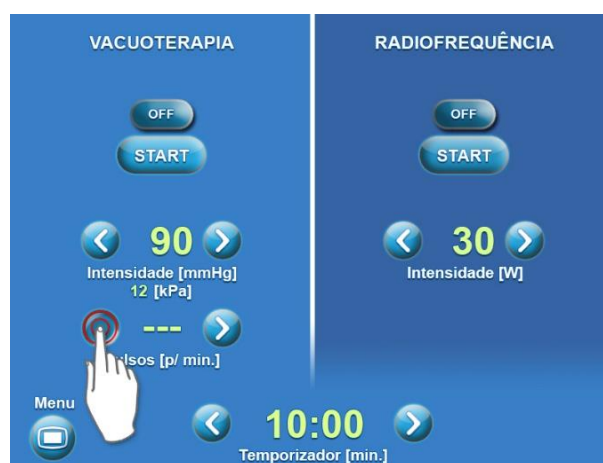 VACUOTERAPIA
OFF
START
90
Intensidade [mmHg]
12 [kPa]
---
[p/ min.]
RADIOFREQUÊNCIA
OFF
START
30
Intensidade [W]
Menu
10:00
Temporizador [min.]